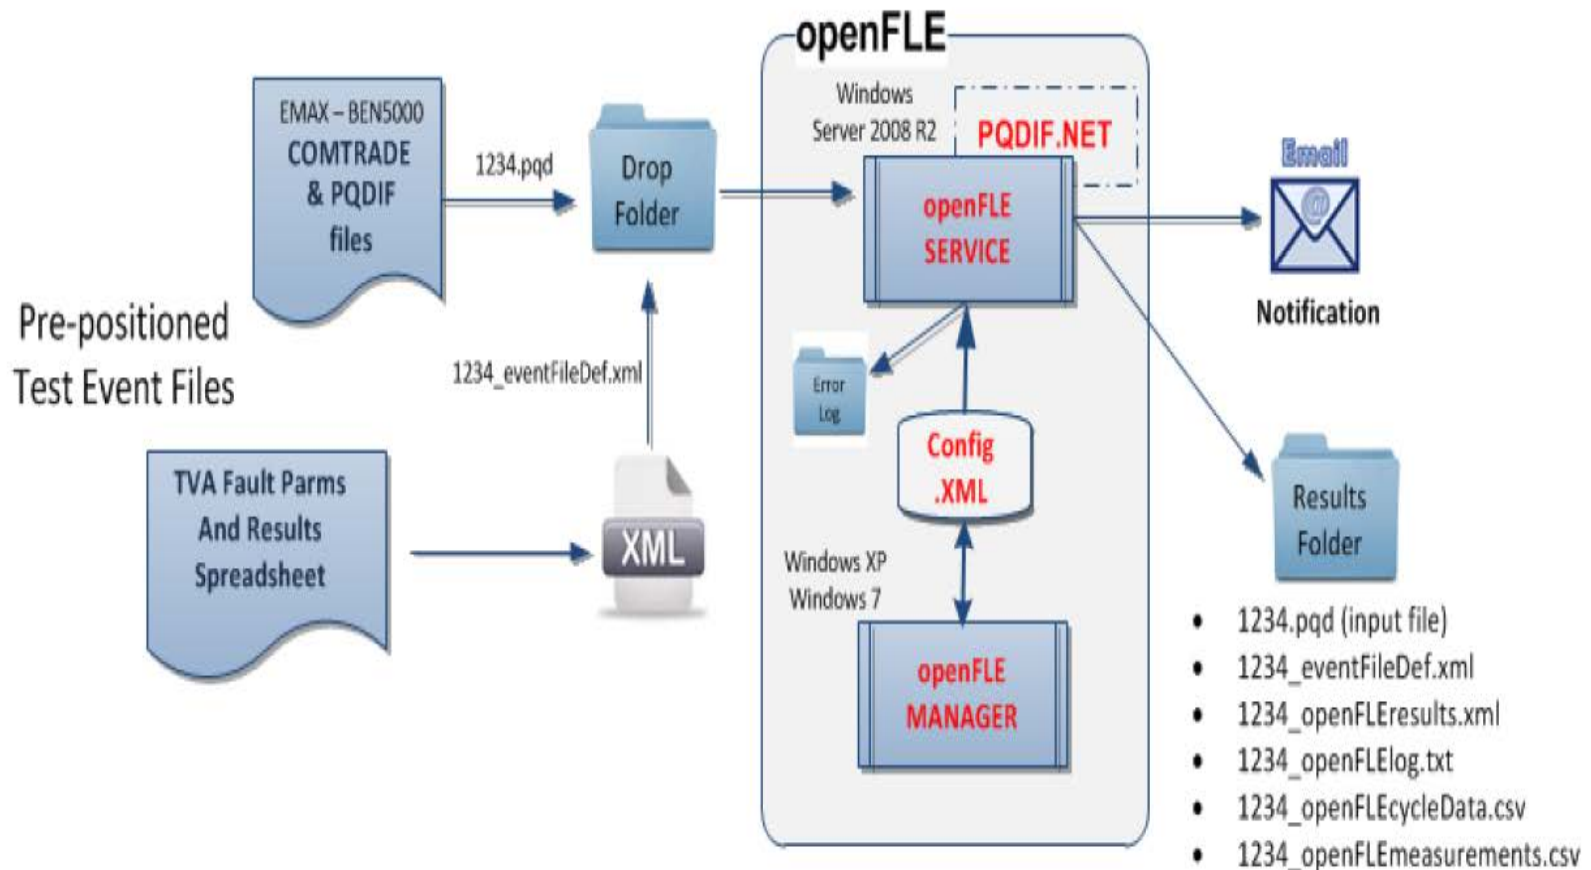 openFLE
EMAX – BEN5000
COMTRADE
& PQDIF
files
1234.pqd
Drop
Folder
Windows
Server 2008 R2
PQDIF.NET
openFLE
SERVICE
Email
@
Notification
Pre-positioned
Test Event Files
1234_eventFileDef.xml
Error
Log
Config
.XML
TVA Fault Parms
And Results
Spreadsheet
XML
Windows XP
Windows 7
openFLE
MANAGER
Results
Folder
• 1234.pqd (input file)
• 1234_eventFileDef.xml
• 1234_openFLEresults.xml
• 1234_openFLElog.txt
• 1234_openFLEcycleData.csv
• 1234_openFLEmeasurements.csv